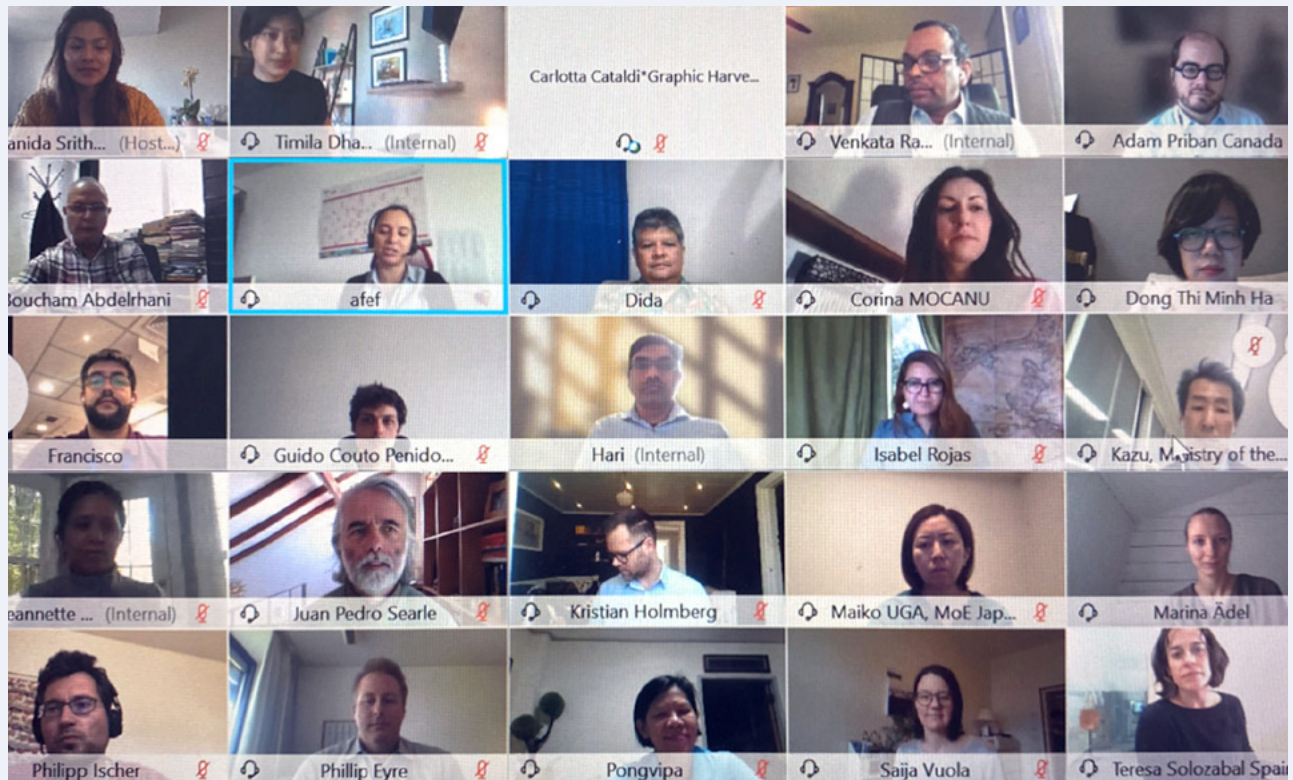 anida Srith... (Host...)
Timila Dha... (Internal)
Carlotta Cataldi*Graphic Harve...
Venkata Ra... (Internal)
Adam Priban Canada
Boucham Abdelrhani
afef
Dida
Corina MOCANU
Dong Thi Minh Ha
Francisco
Guido Couto Penido...
Hari (Internal)
Isabel Rojas
Kazu, Ministry of the...
eannette ... (Internal)
Juan Pedro Searle
Kristian Holmberg
Maiko UGA, MoE Jap...
Marina Ädel
Philipp Ischer
Phillip Eyre
Pongvipa
Saija Vuola
Teresa Solozabal Spai